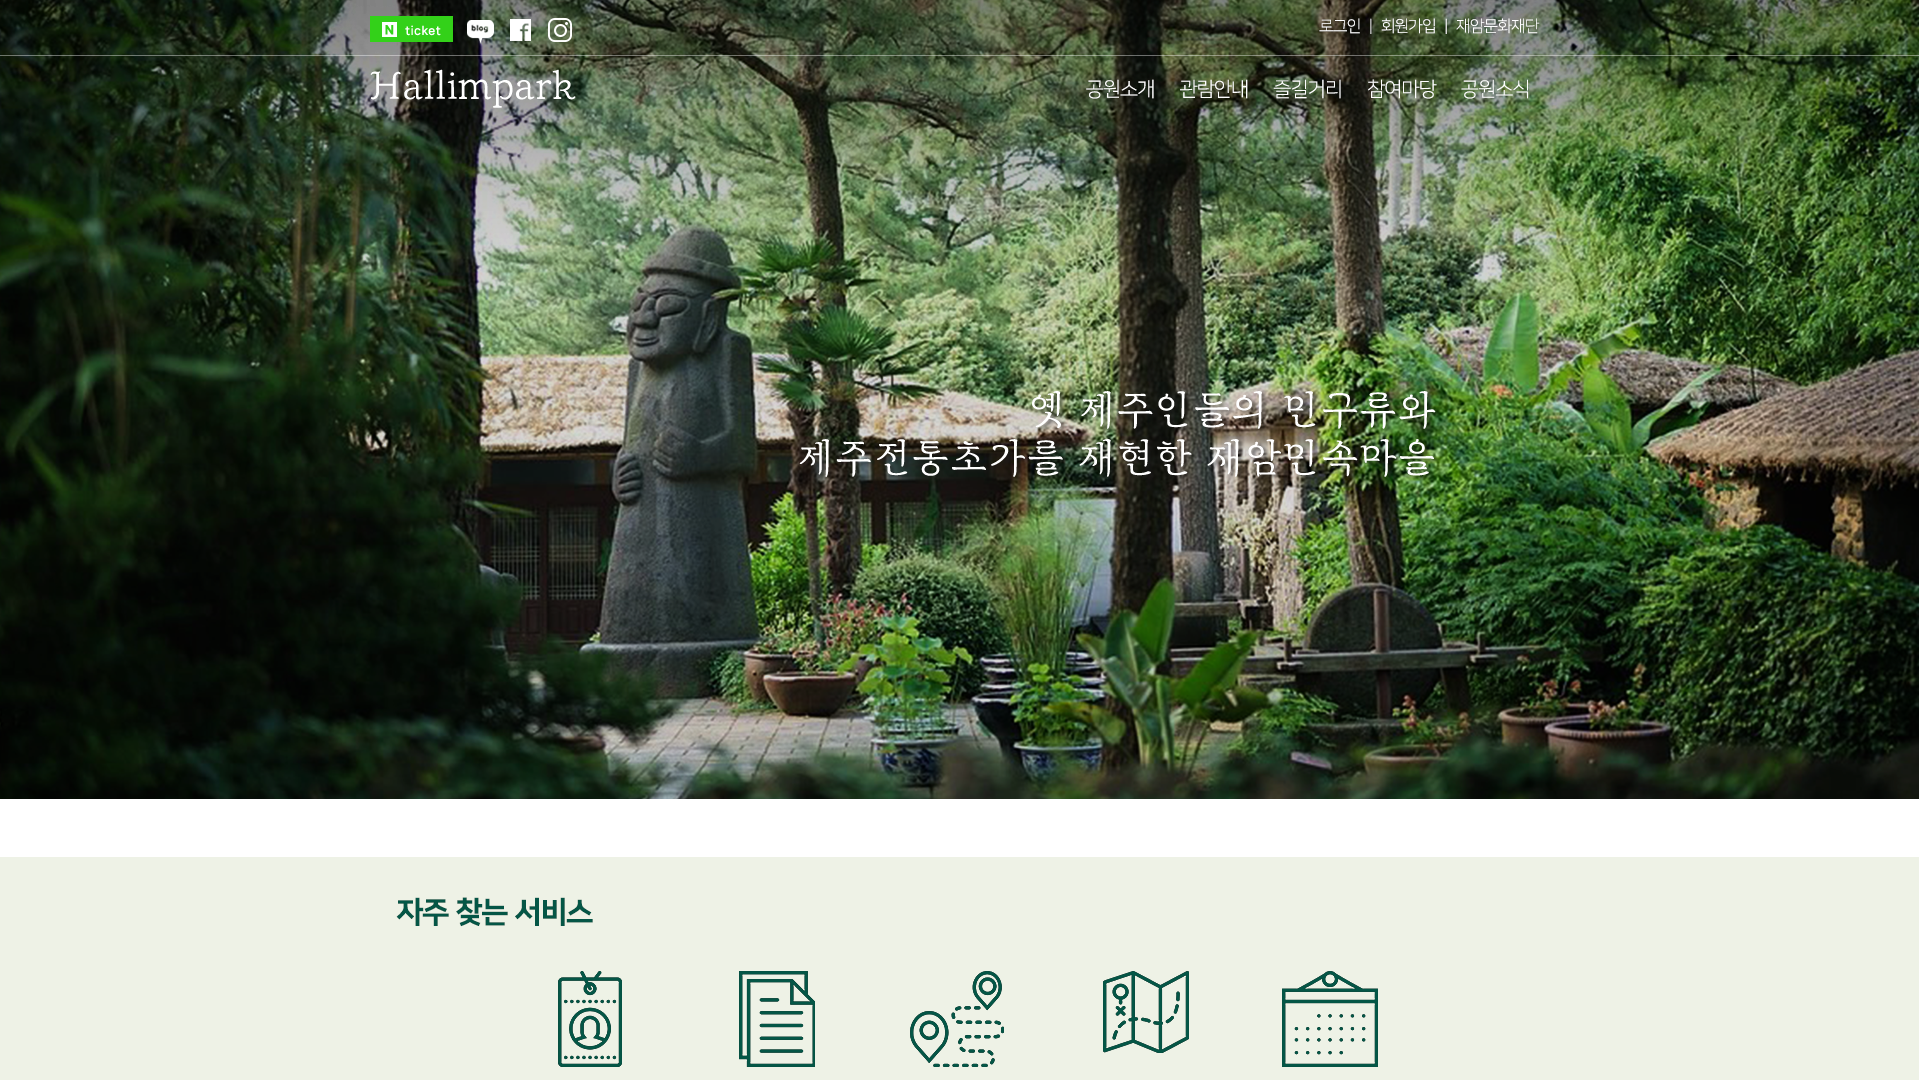 N ticket
blog
로그인 | 회원가입 | 재암문화재단
Hallimpark
공원소개 관람안내 즐길거리 참여마당 공원소식
옛 제주인들의 민구류와
제주전통초가를 재현한 재암민속마을
자주 찾는 서비스